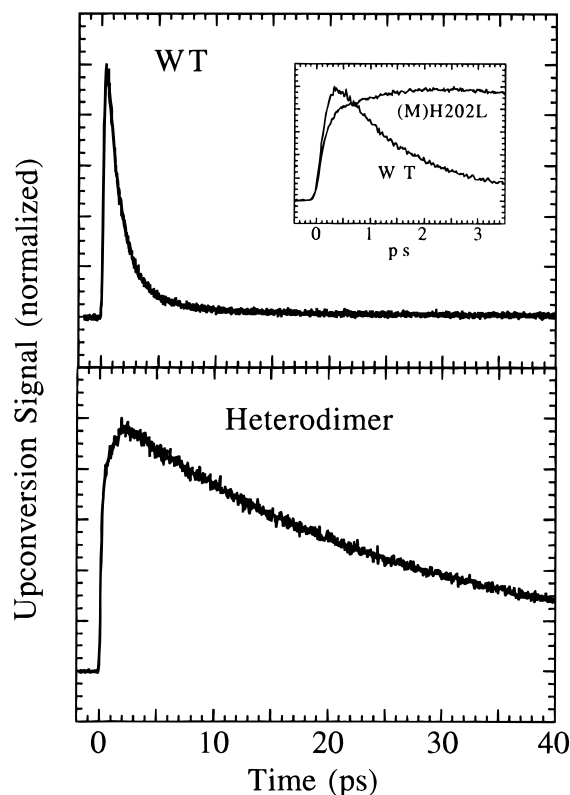 WT
(M)H202L
W T
0 1 2 3
p s
Heterodimer
Upconversion Signal (normalized)
0 10 20 30 40
Time (ps)